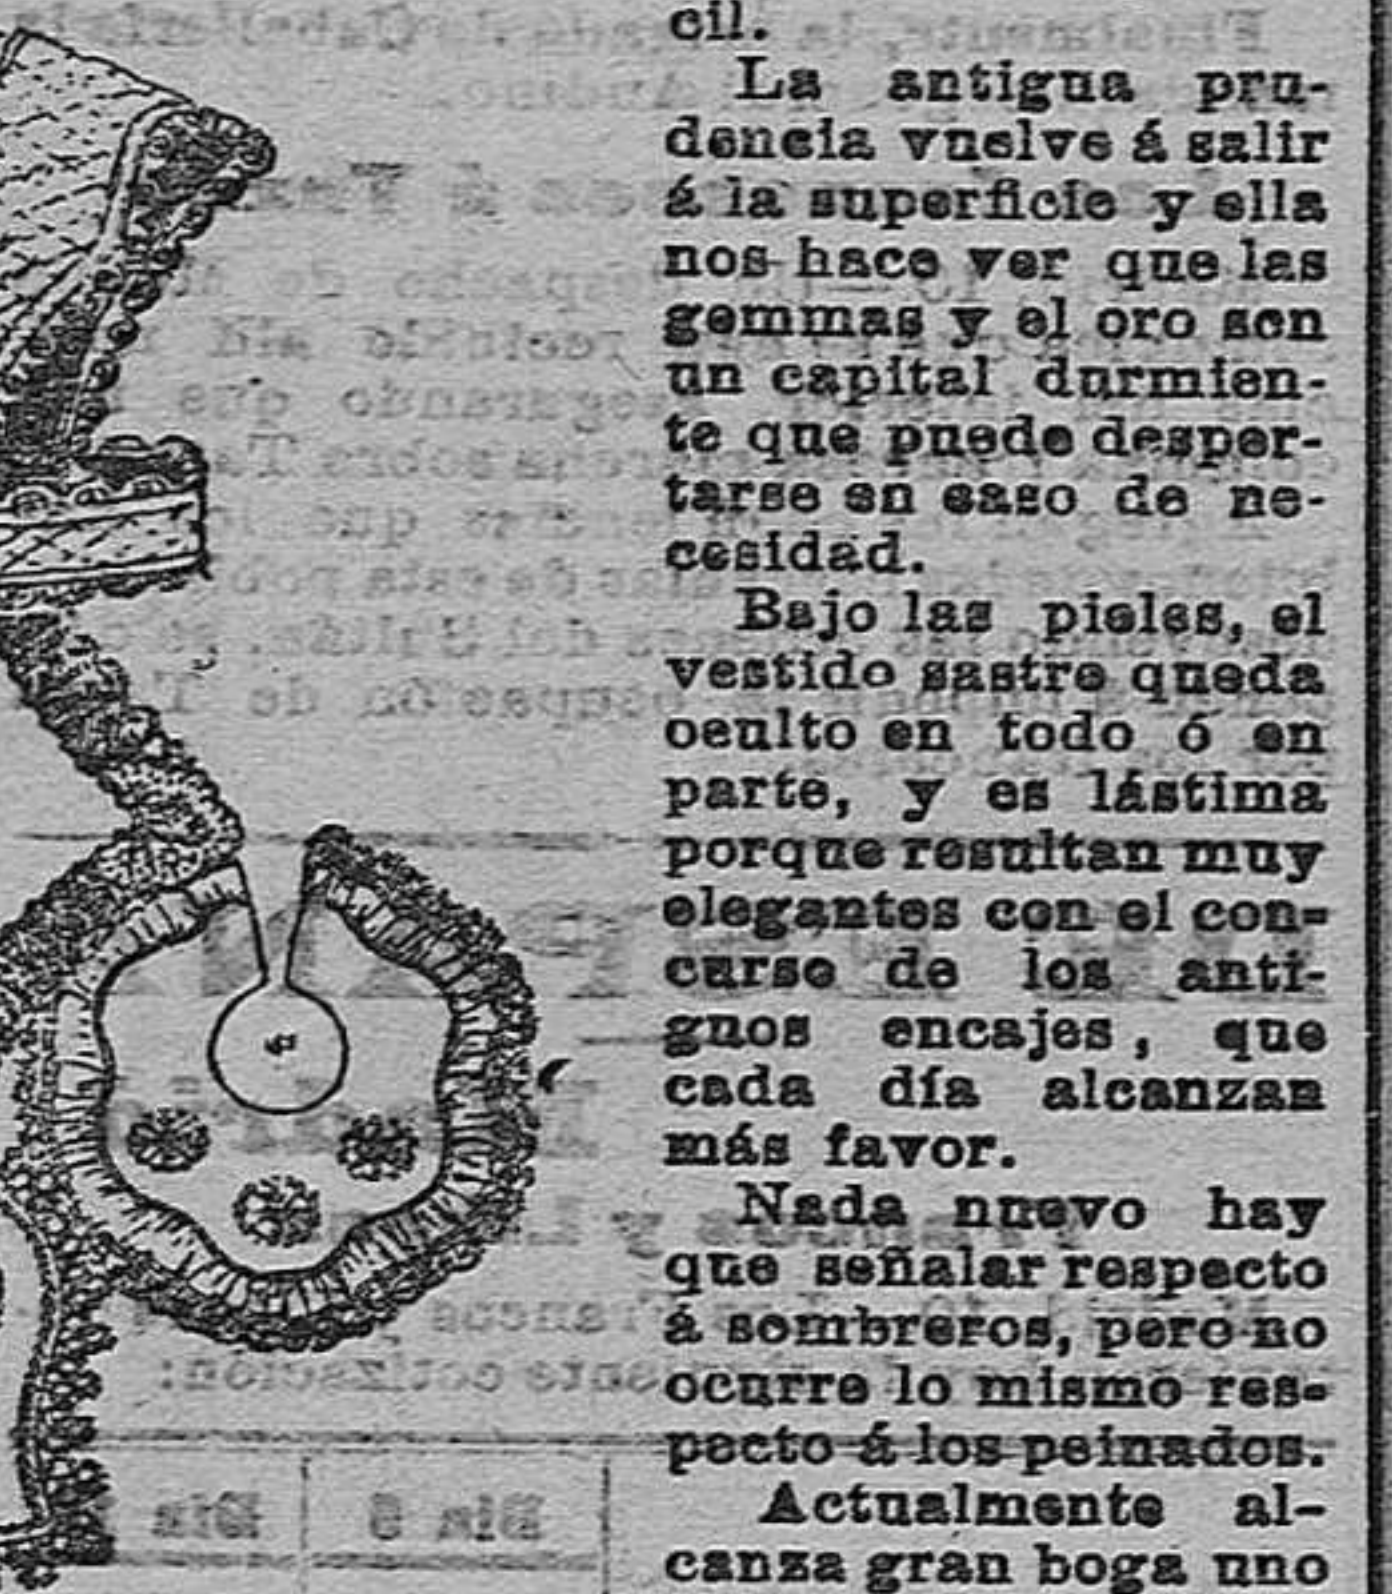 cil.
La antigua pru-
dencia vuelve á salir
á la superficie y ella
nos hace ver que las
gemmas y el oro son
un capital durmien-
te que puede desper-
tarse en caso de ne-
cesidad.
Bajo las pieles, el
vestido sastre queda
oculto en todo ó en
parte, y es lástima
porque resultan muy
elegantes con el con-
curso de los anti-
guos encajes, que
cada día alcanzan
más favor.
Nada nuevo hay
que señalar respecto
á sombreros, pero no
ocurre lo mismo res-
pecto á los peinados.
Actualmente al-
canza gran boga uno